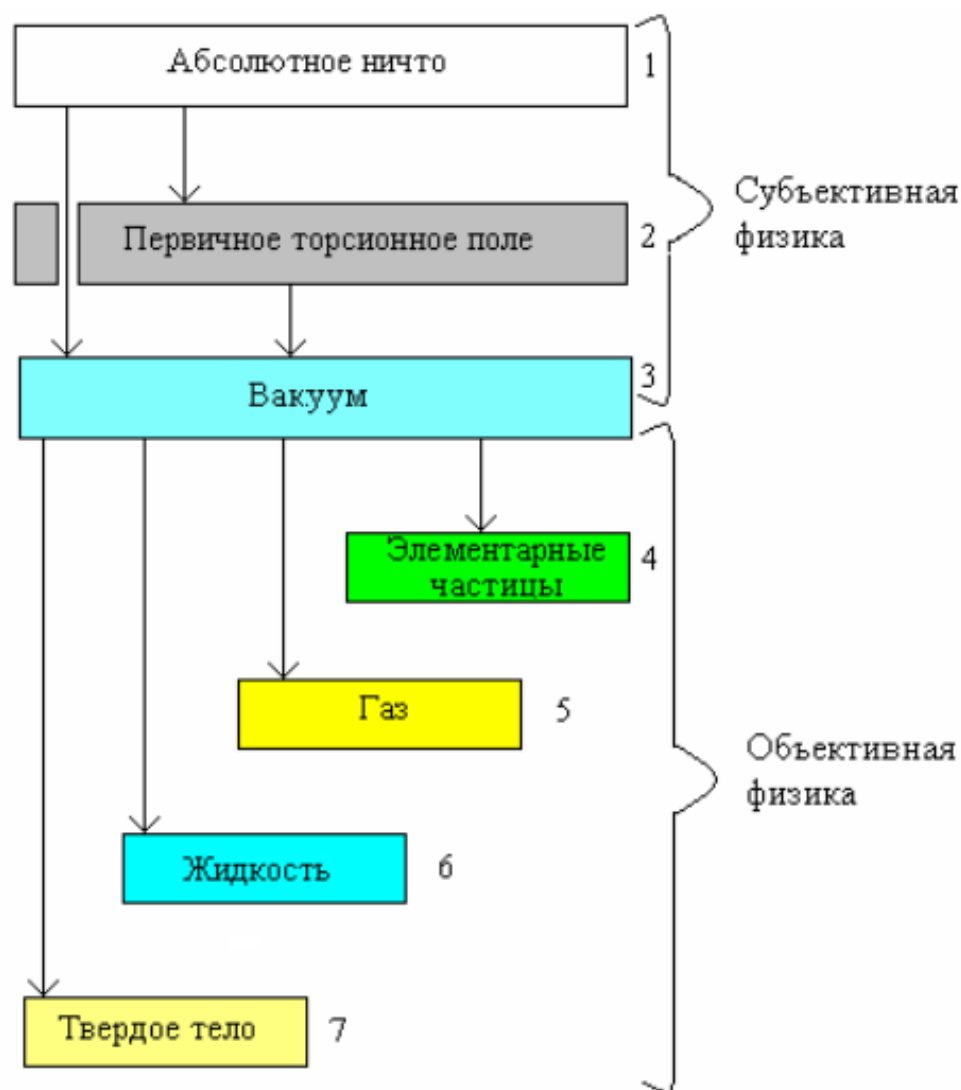 Абсолютное ничто
1
Субъективная
физика
Первичное торсионное поле
2
Вакуум
3
Элементарные
частицы
4
Газ
5
Объективная
физика
Жидкость
6
Твердое тело
7